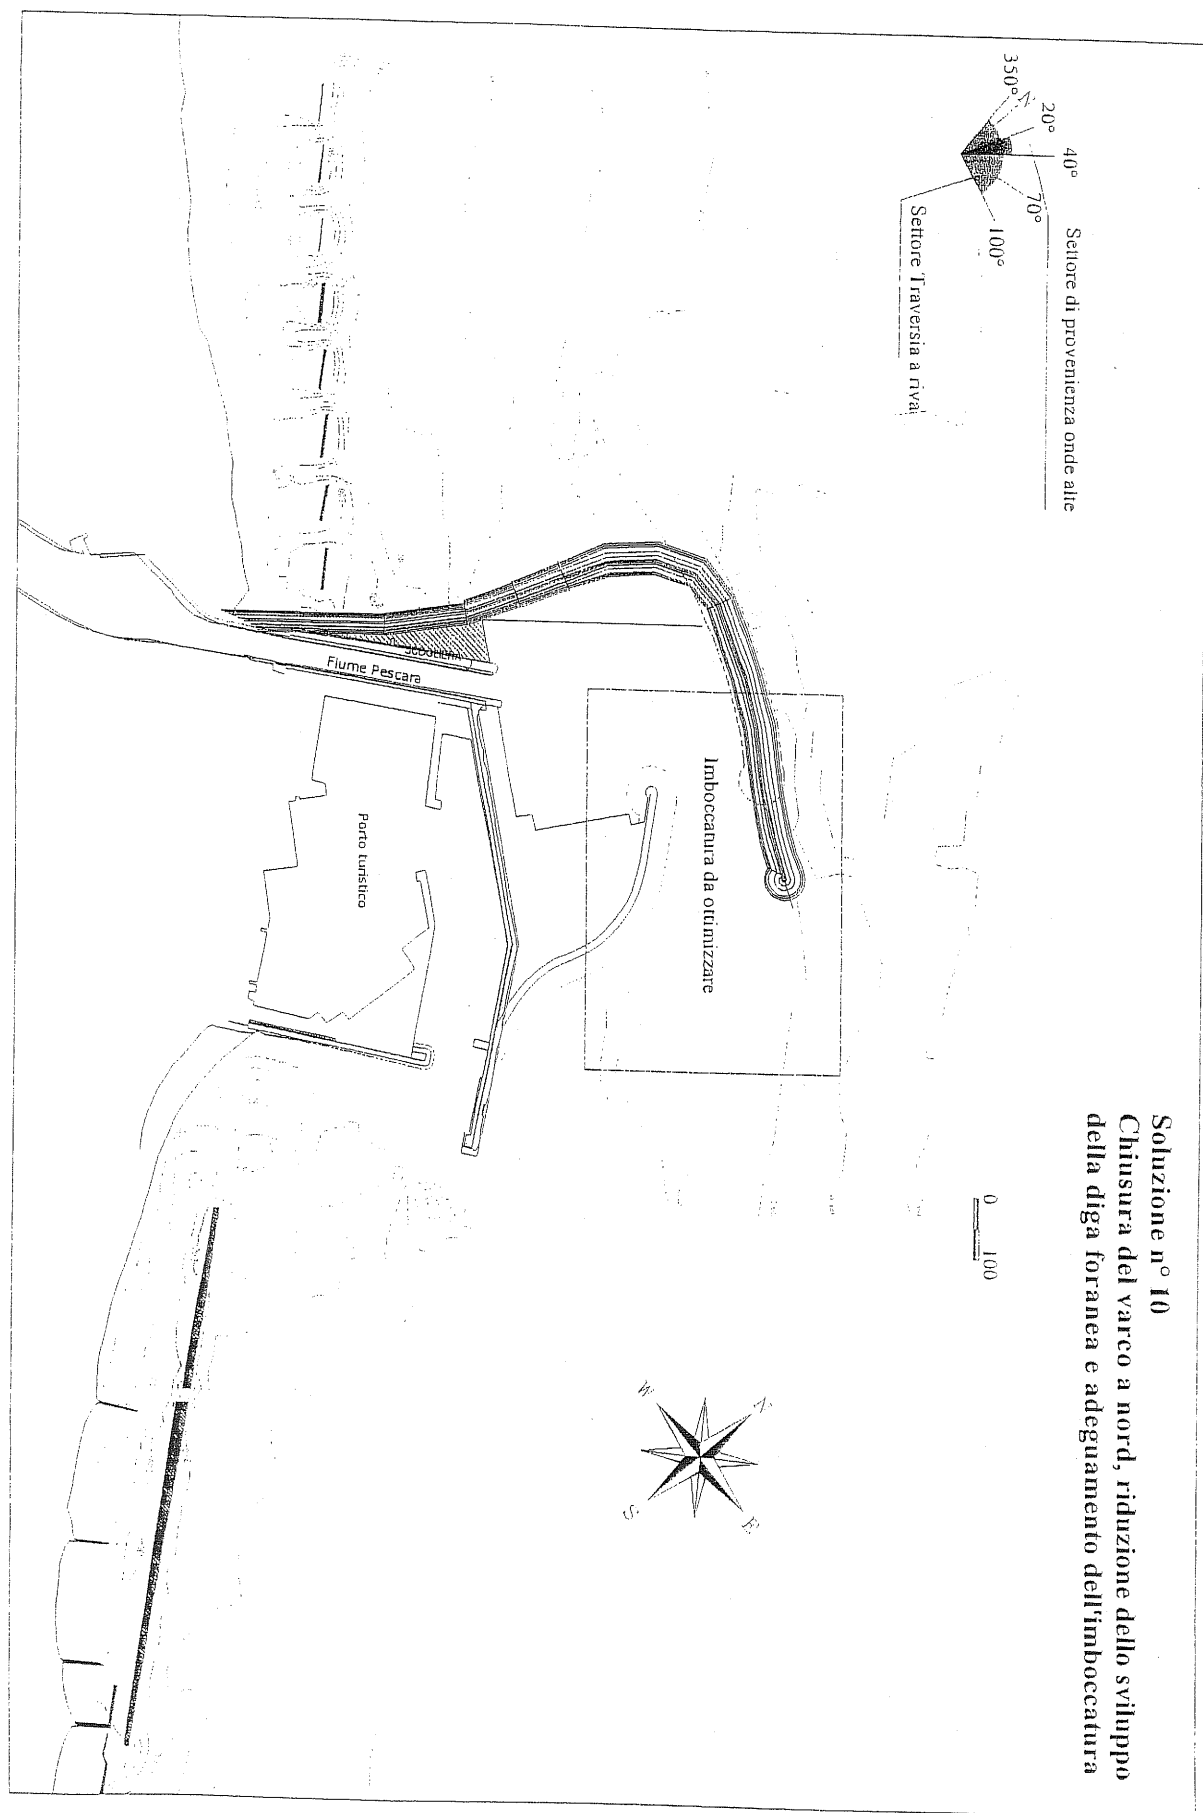 Soluzione n° 10
Chiusura del varco a nord, riduzione dello sviluppo
della diga foranea e adeguamento dell'imboccatura
350°
N
20°
40°
70°
100°
Settore di provenienza onde alte
Settore Traversia a riva
0 100
Imboccatura da ottimizzare
Fiume Pescara
Porto turistico
N
W
E
S